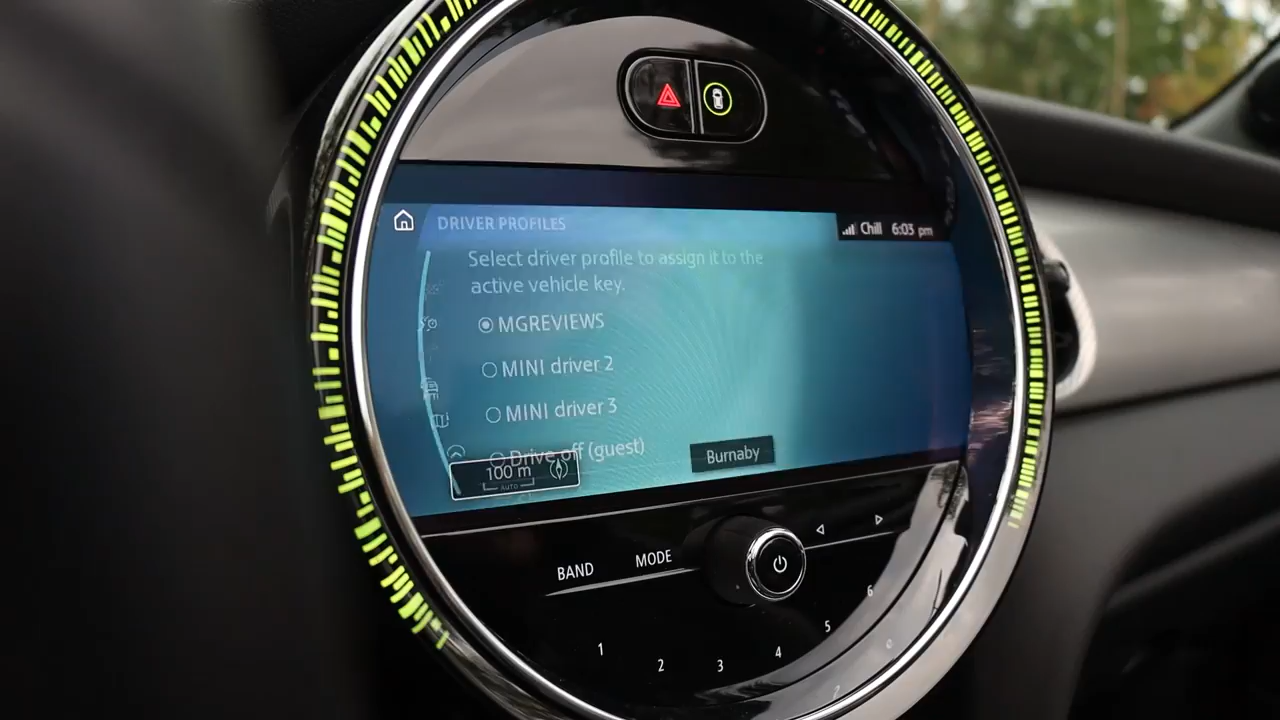 DRIVER PROFILES
Chill 6:03 pm
Select driver profile to assign it to the
active vehicle key.
MGREVIEWS
MINI driver 2
MINI driver 3
Drive off (guest)
100 m
AUTO
Burnaby
BAND
MODE
1
2
3
4
5
6
7